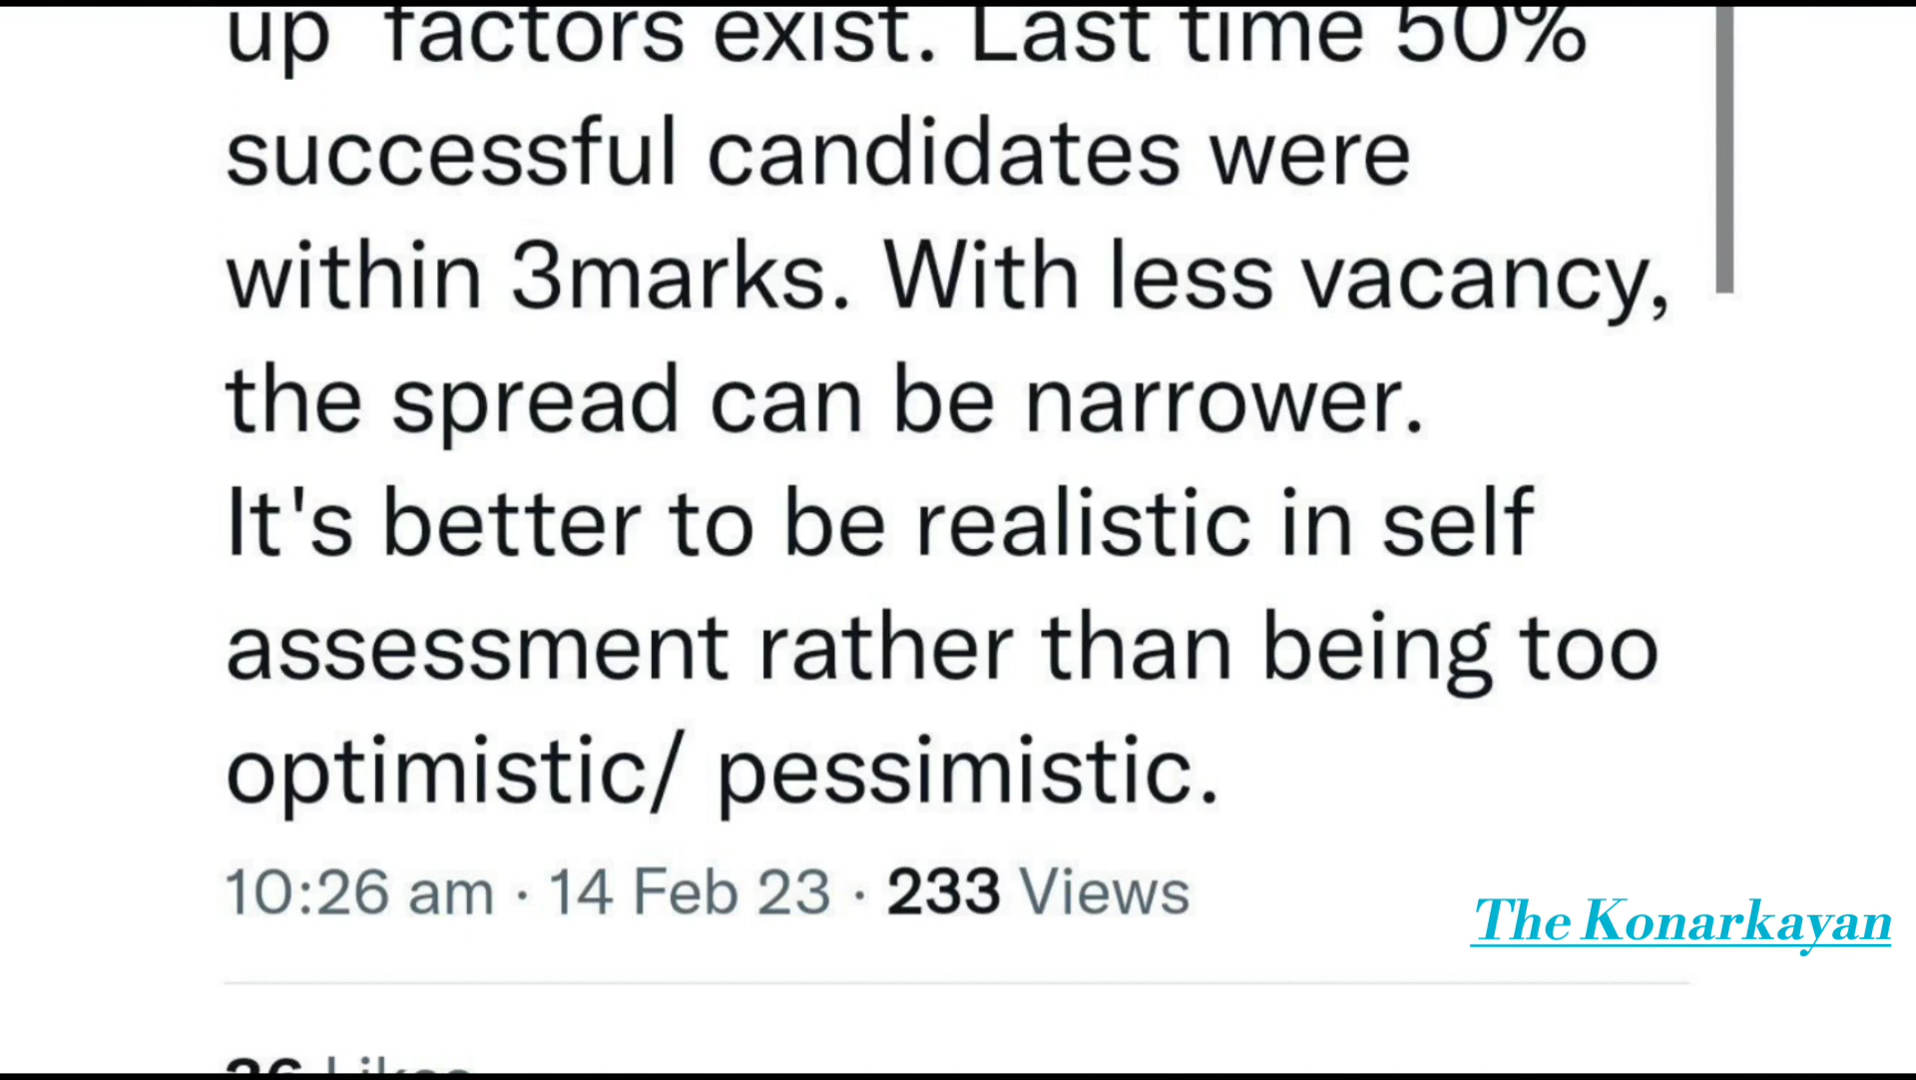 up factors exist. Last time 50%
successful candidates were
within 3marks. With less vacancy,
the spread can be narrower.
It's better to be realistic in self
assessment rather than being too
optimistic/ pessimistic.
10:26 am · 14 Feb 23 · 233 Views
The Konarkayan
Likes